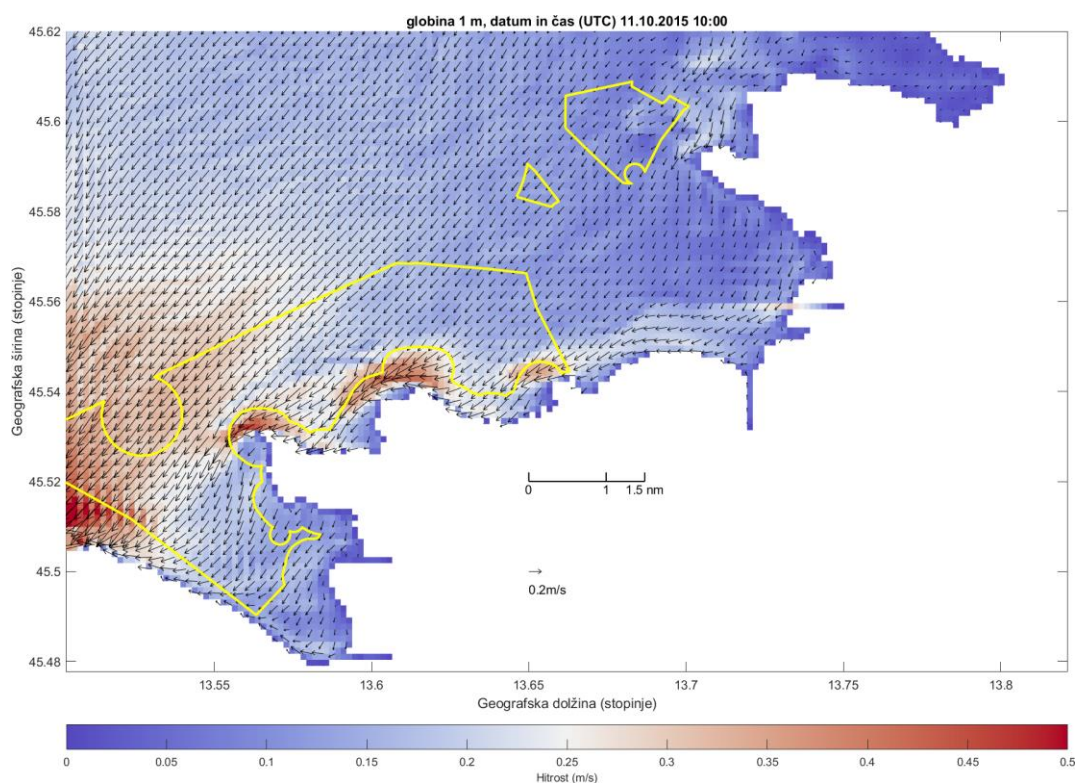 globina 1 m, datum in čas (UTC) 11.10.2015 10:00
45.62
45.6
45.58
45.56
45.54
45.52
45.5
45.48
Geografska širina (stopinje)
0 1 1.5 nm
0.2m/s
13.55 13.6 13.65 13.7 13.75 13.8
Geografska dolžina (stopinje)
0 0.05 0.1 0.15 0.2 0.25 0.3 0.35 0.4 0.45 0.5
Hitrost (m/s)